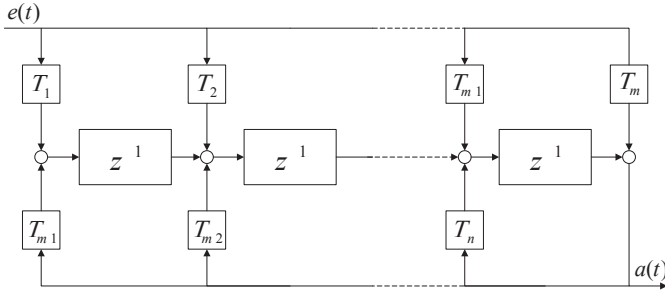 e(t)
T₁ T₂ Tₘ ₁ Tₘ
z ¹ z ¹ z ¹
Tₘ ₁ Tₘ ₂ Tₙ
a(t)